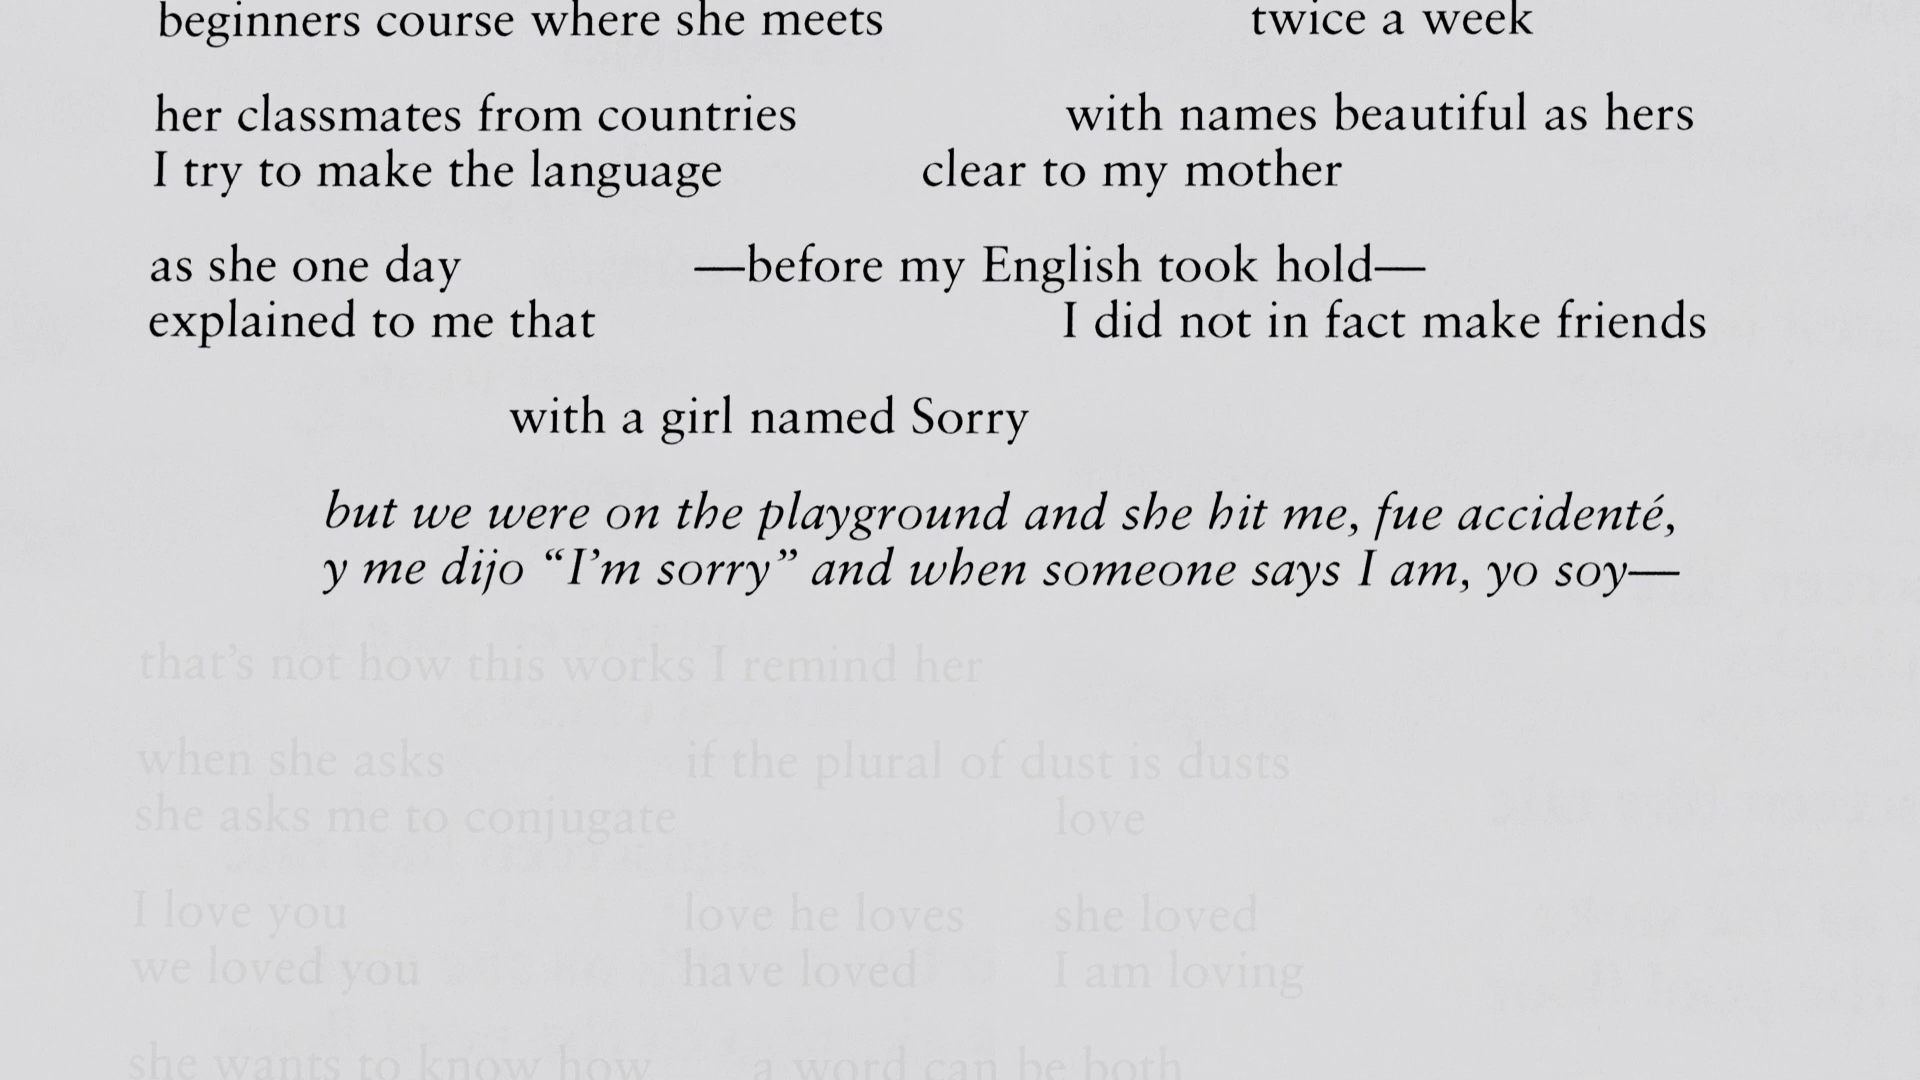 beginners course where she meets twice a week
her classmates from countries with names beautiful as hers
I try to make the language clear to my mother
as she one day —before my English took hold—
explained to me that I did not in fact make friends
with a girl named Sorry
but we were on the playground and she hit me, fue accidenté,
y me dijo “I’m sorry” and when someone says I am, yo soy—
that’s not how this works I remind her
when she asks if the plural of dust is dusts
she asks me to conjugate love
I love you love he loves she loved
we loved you have loved I am loving
she wants to know how a word can be both